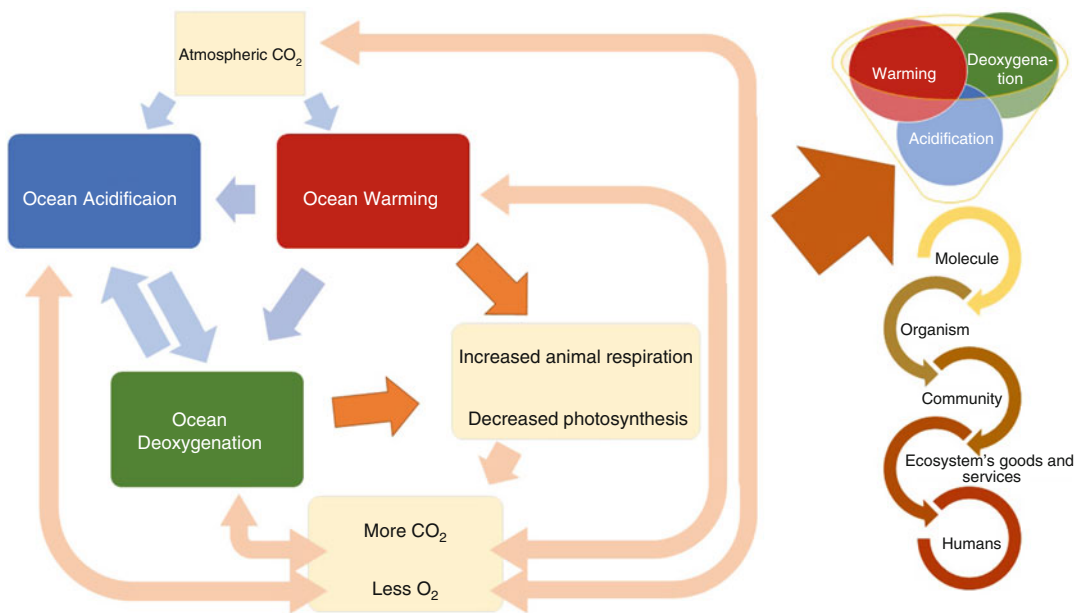 Atmospheric CO₂
Ocean Acidificaion
Ocean Warming
Ocean
Deoxygenation
Increased animal respiration
Decreased photosynthesis
More CO₂
Less O₂
Warming
Deoxygena-
tion
Acidification
Molecule
Organism
Community
Ecosystem's goods and
services
Humans